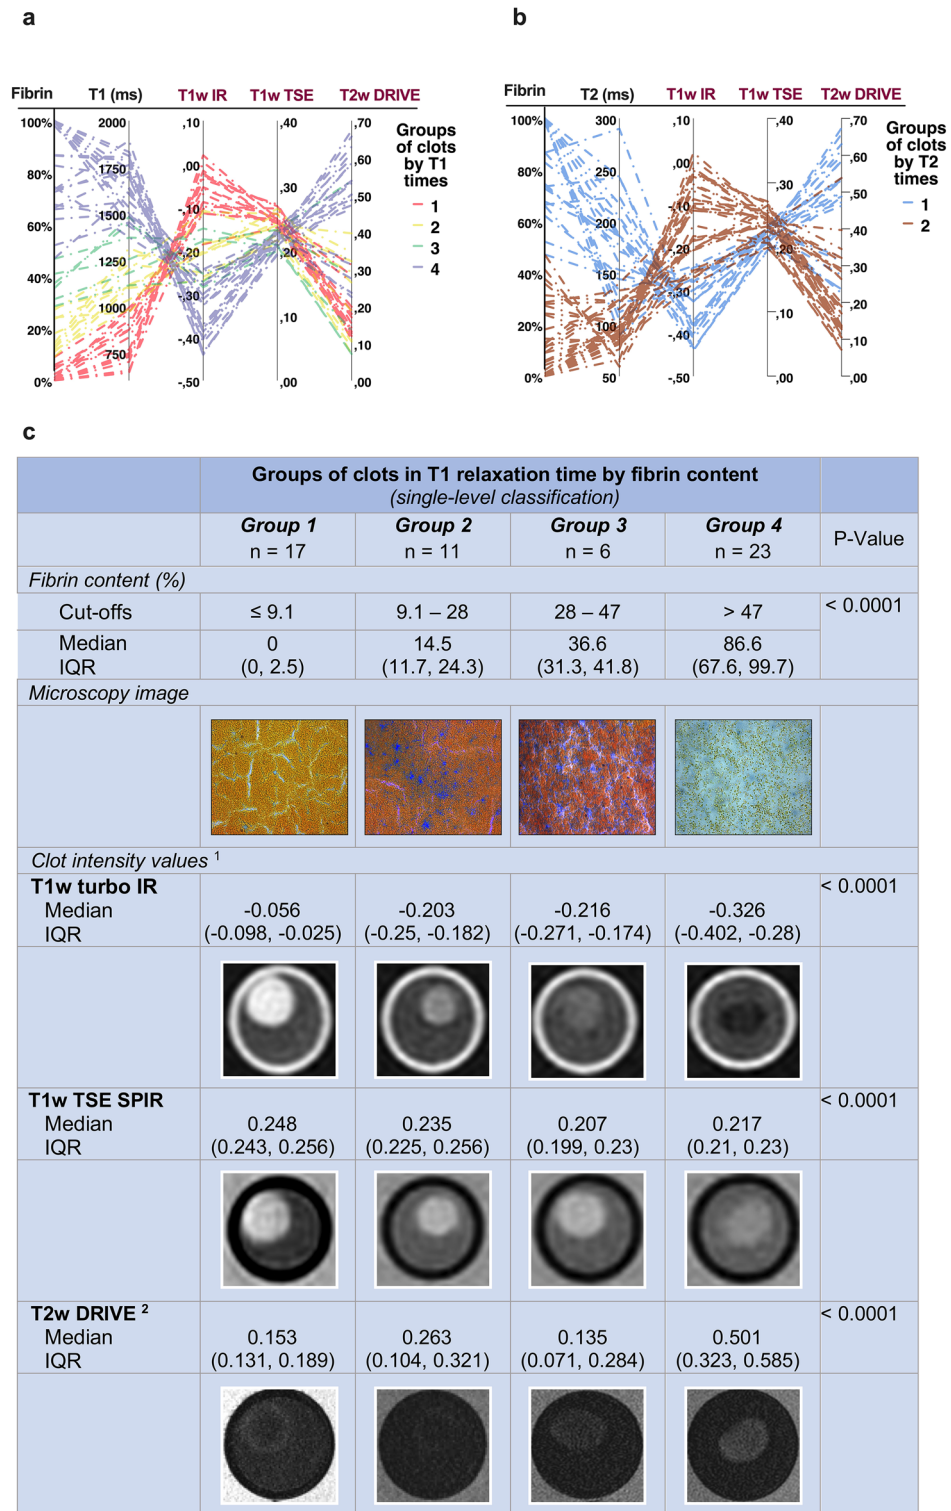 a
b
Fibrin T1 (ms) T1w IR T1w TSE T2w DRIVE
100% 2000 ,10 ,40 ,70
1750 ,00 ,60
80%
,30 ,50
1500 -,10
60% ,40
-,20 ,20
1250
40% ,30
-,30
1000 ,10 ,20
20% -,40
750 ,10
0% -,50 ,00 ,00
Groups
of clots
by T1
times
1
2
3
4
Fibrin T2 (ms) T1w IR T1w TSE T2w DRIVE
100% 300 ,10 ,40 ,70
,00 ,60
80% 250
,30
-,10 ,50
60% 200
,40
-,20 ,20
40% 150 ,30
-,30
,10 ,20
20% 100
-,40 ,10
0% 50 -,50 ,00 ,00
Groups
of clots
by T2
times
1
2
c
Groups of clots in T1 relaxation time by fibrin content
(single-level classification)
Group 1 Group 2 Group 3 Group 4 P-Value
n = 17 n = 11 n = 6 n = 23
Fibrin content (%)
Cut-offs ≤ 9.1 9.1 – 28 28 – 47 > 47 < 0.0001
Median 0 14.5 36.6 86.6
IQR (0, 2.5) (11.7, 24.3) (31.3, 41.8) (67.6, 99.7)
Microscopy image
Clot intensity values 1
T1w turbo IR < 0.0001
Median -0.056 -0.203 -0.216 -0.326
IQR (-0.098, -0.025) (-0.25, -0.182) (-0.271, -0.174) (-0.402, -0.28)
T1w TSE SPIR < 0.0001
Median 0.248 0.235 0.207 0.217
IQR (0.243, 0.256) (0.225, 0.256) (0.199, 0.23) (0.21, 0.23)
T2w DRIVE 2 < 0.0001
Median 0.153 0.263 0.135 0.501
IQR (0.131, 0.189) (0.104, 0.321) (0.071, 0.284) (0.323, 0.585)